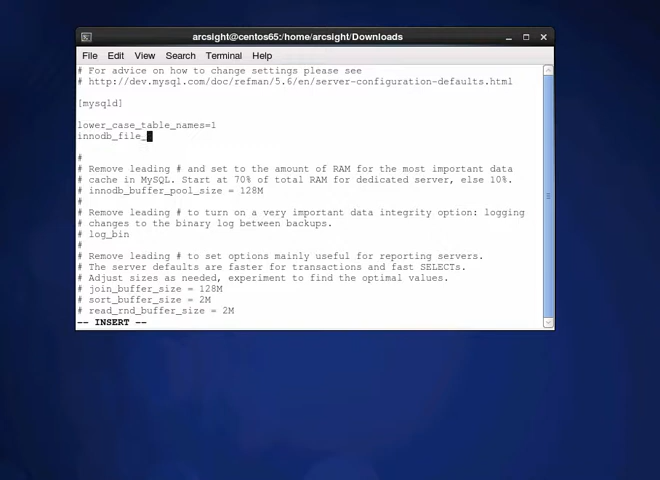 arcsight@centos65:/home/arcsight/Downloads
File Edit View Search Terminal Help
# For advice on how to change settings please see
# http://dev.mysql.com/doc/refman/5.6/en/server-configuration-defaults.html
[mysqld]
lower_case_table_names=1
innodb_file_
#
# Remove leading # and set to the amount of RAM for the most important data
# cache in MySQL. Start at 70% of total RAM for dedicated server, else 10%.
# innodb_buffer_pool_size = 128M
#
# Remove leading # to turn on a very important data integrity option: logging
# changes to the binary log between backups.
# log_bin
#
# Remove leading # to set options mainly useful for reporting servers.
# The server defaults are faster for transactions and fast SELECTs.
# Adjust sizes as needed, experiment to find the optimal values.
# join_buffer_size = 128M
# sort_buffer_size = 2M
# read_rnd_buffer_size = 2M
-- INSERT --